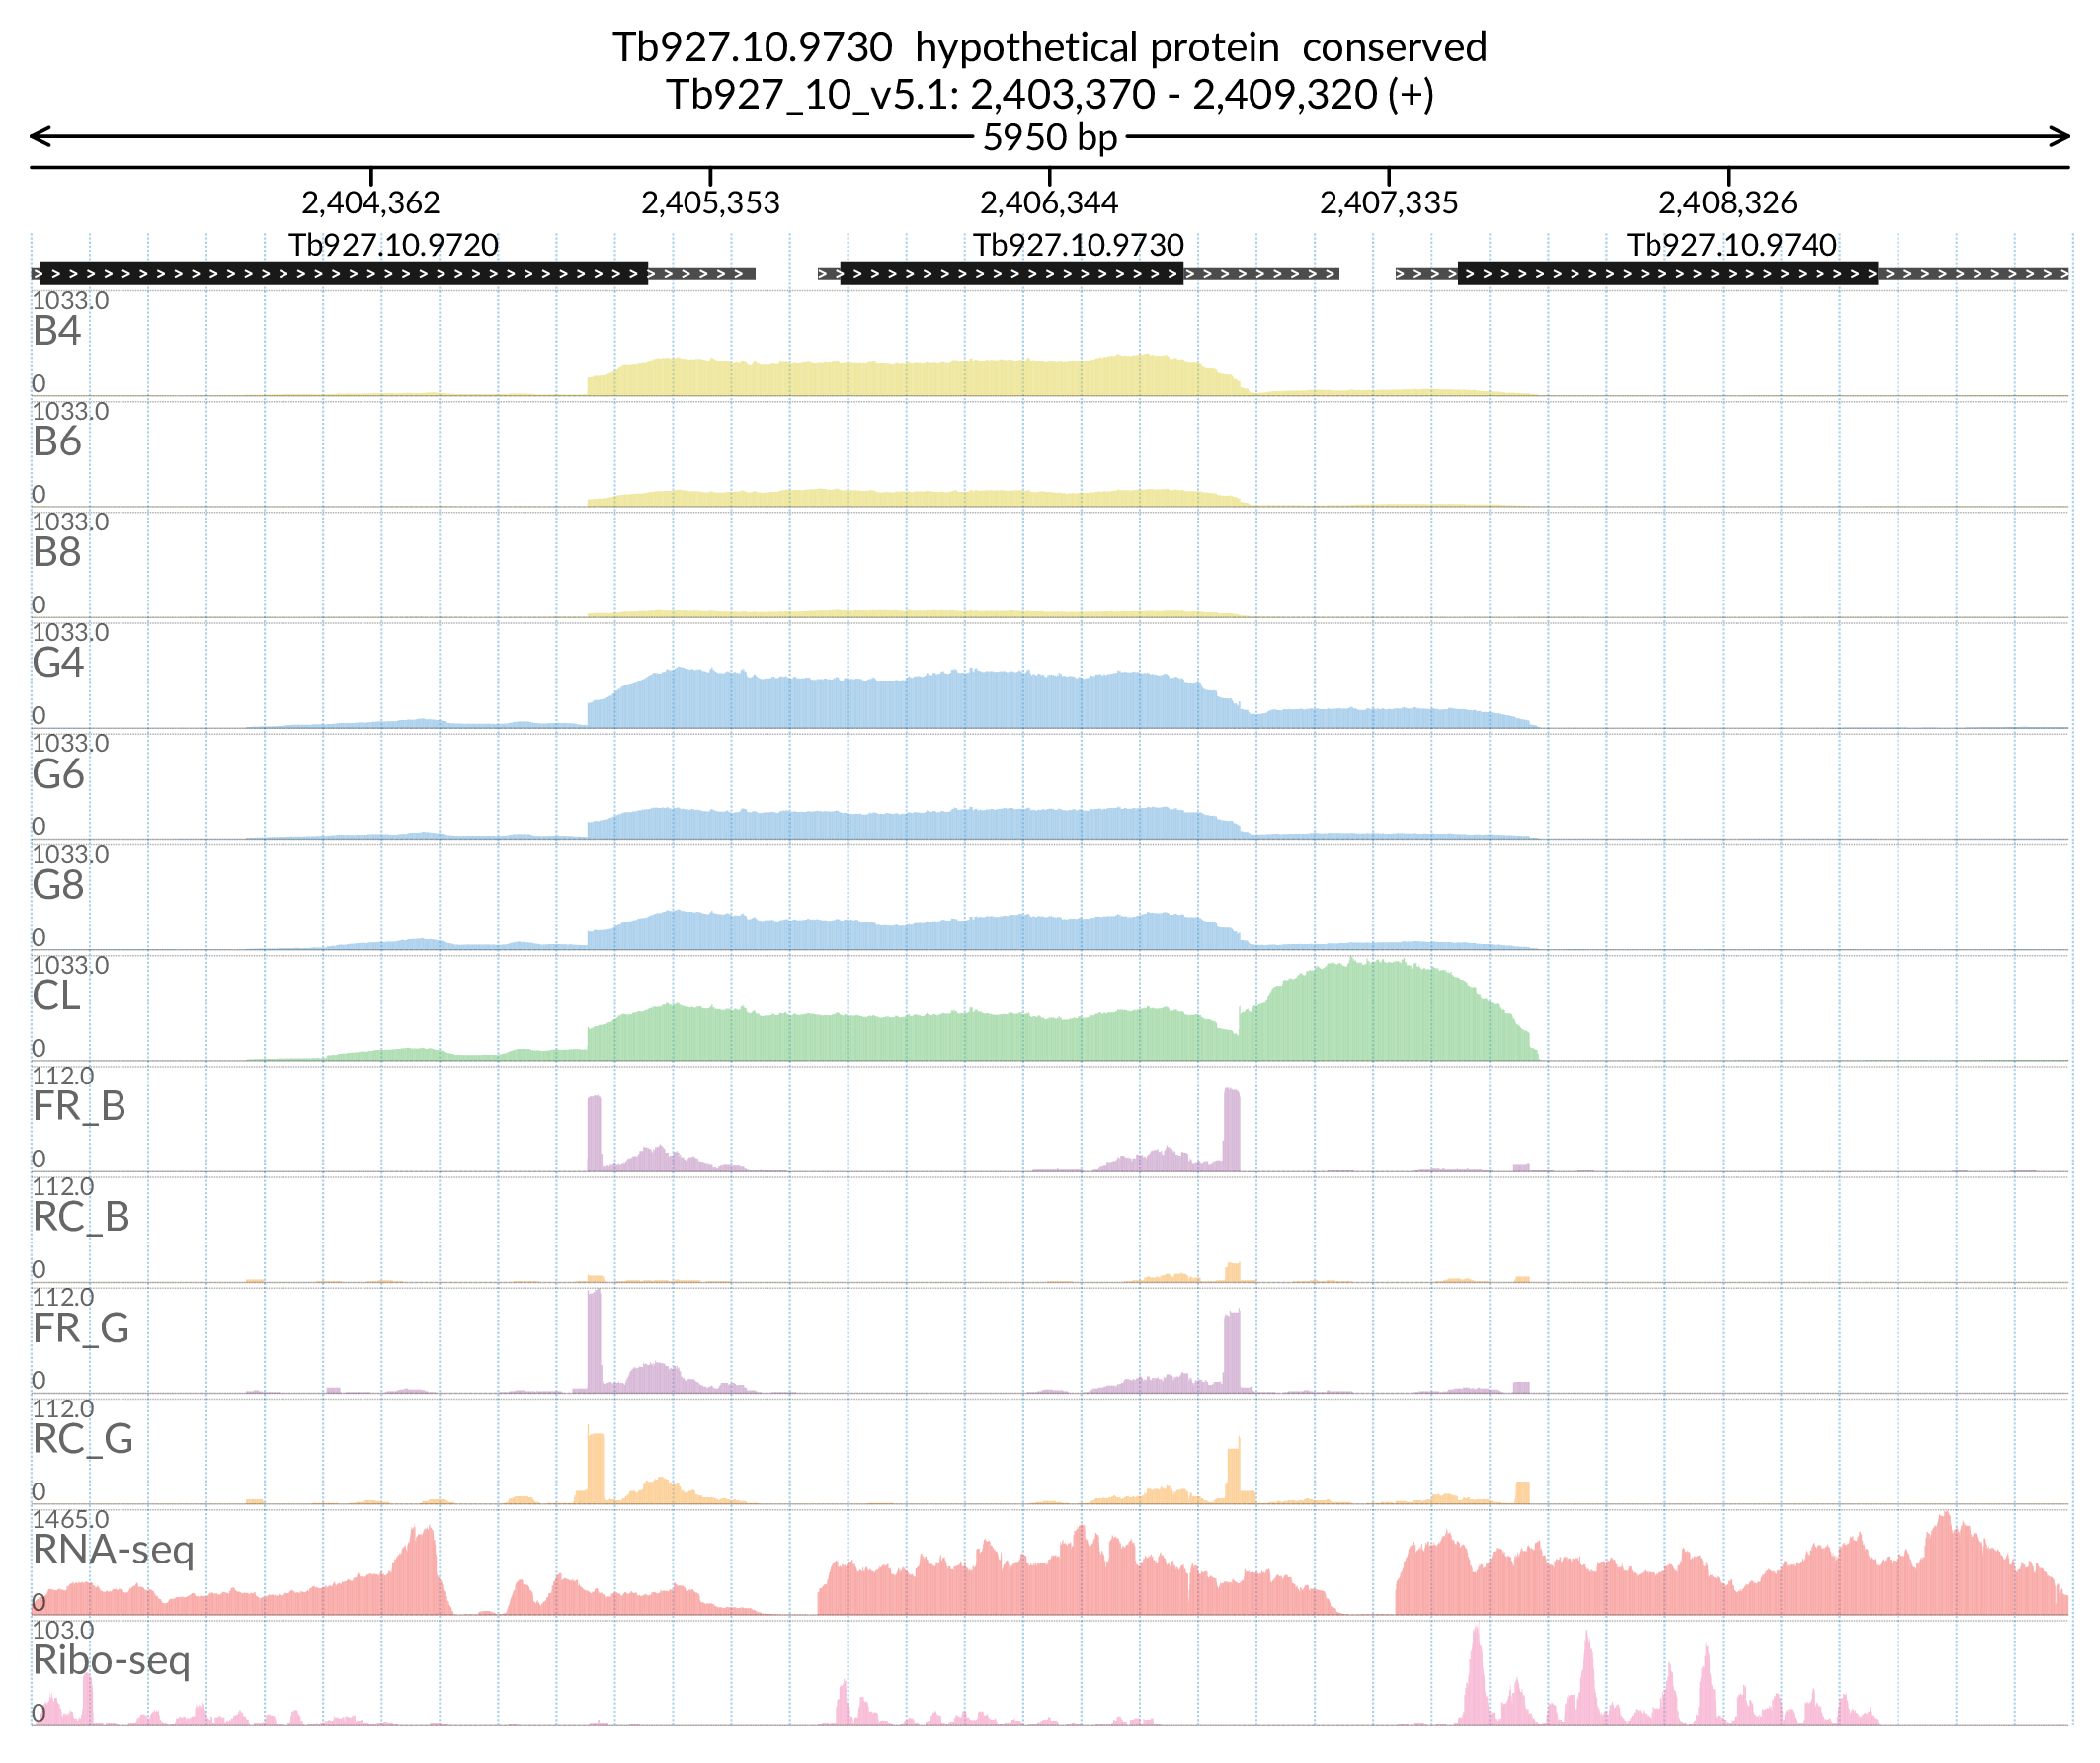 Tb927.10.9730 hypothetical protein conserved
Tb927_10_v5.1: 2,403,370 - 2,409,320 (+)
5950 bp
2,404,362 2,405,353 2,406,344 2,407,335 2,408,326
Tb927.10.9720 Tb927.10.9730 Tb927.10.9740
1033.0
B4
0
1033.0
B6
0
1033.0
B8
0
1033.0
G4
0
1033.0
G6
0
1033.0
G8
0
1033.0
CL
0
112.0
FR_B
0
112.0
RC_B
0
112.0
FR_G
0
112.0
RC_G
0
1465.0
RNA-seq
0
103.0
Ribo-seq
0